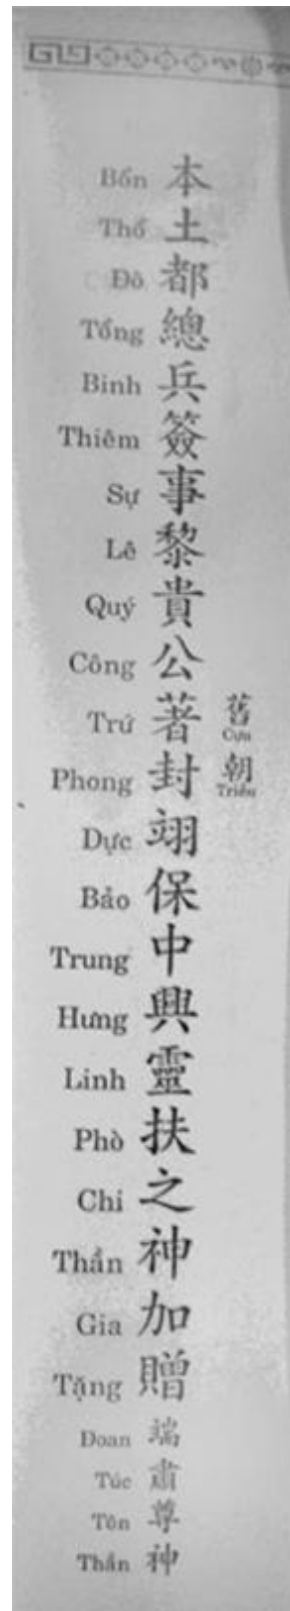 Bổn 本
Thổ 土
Đô 都
Tổng 總
Binh 兵
Thiêm 簽
Sự 事
Lê 黎
Quý 貴
Công 公
Trứ 著
舊
Cựu
Phong 封
朝
Triều
Dực 翊
Bảo 保
Trung 中
Hưng 興
Linh 靈
Phò 扶
Chi 之
Thần 神
Gia 加
Tặng 贈
Đoan 端
Túc 肅
Tôn 尊
Thần 神